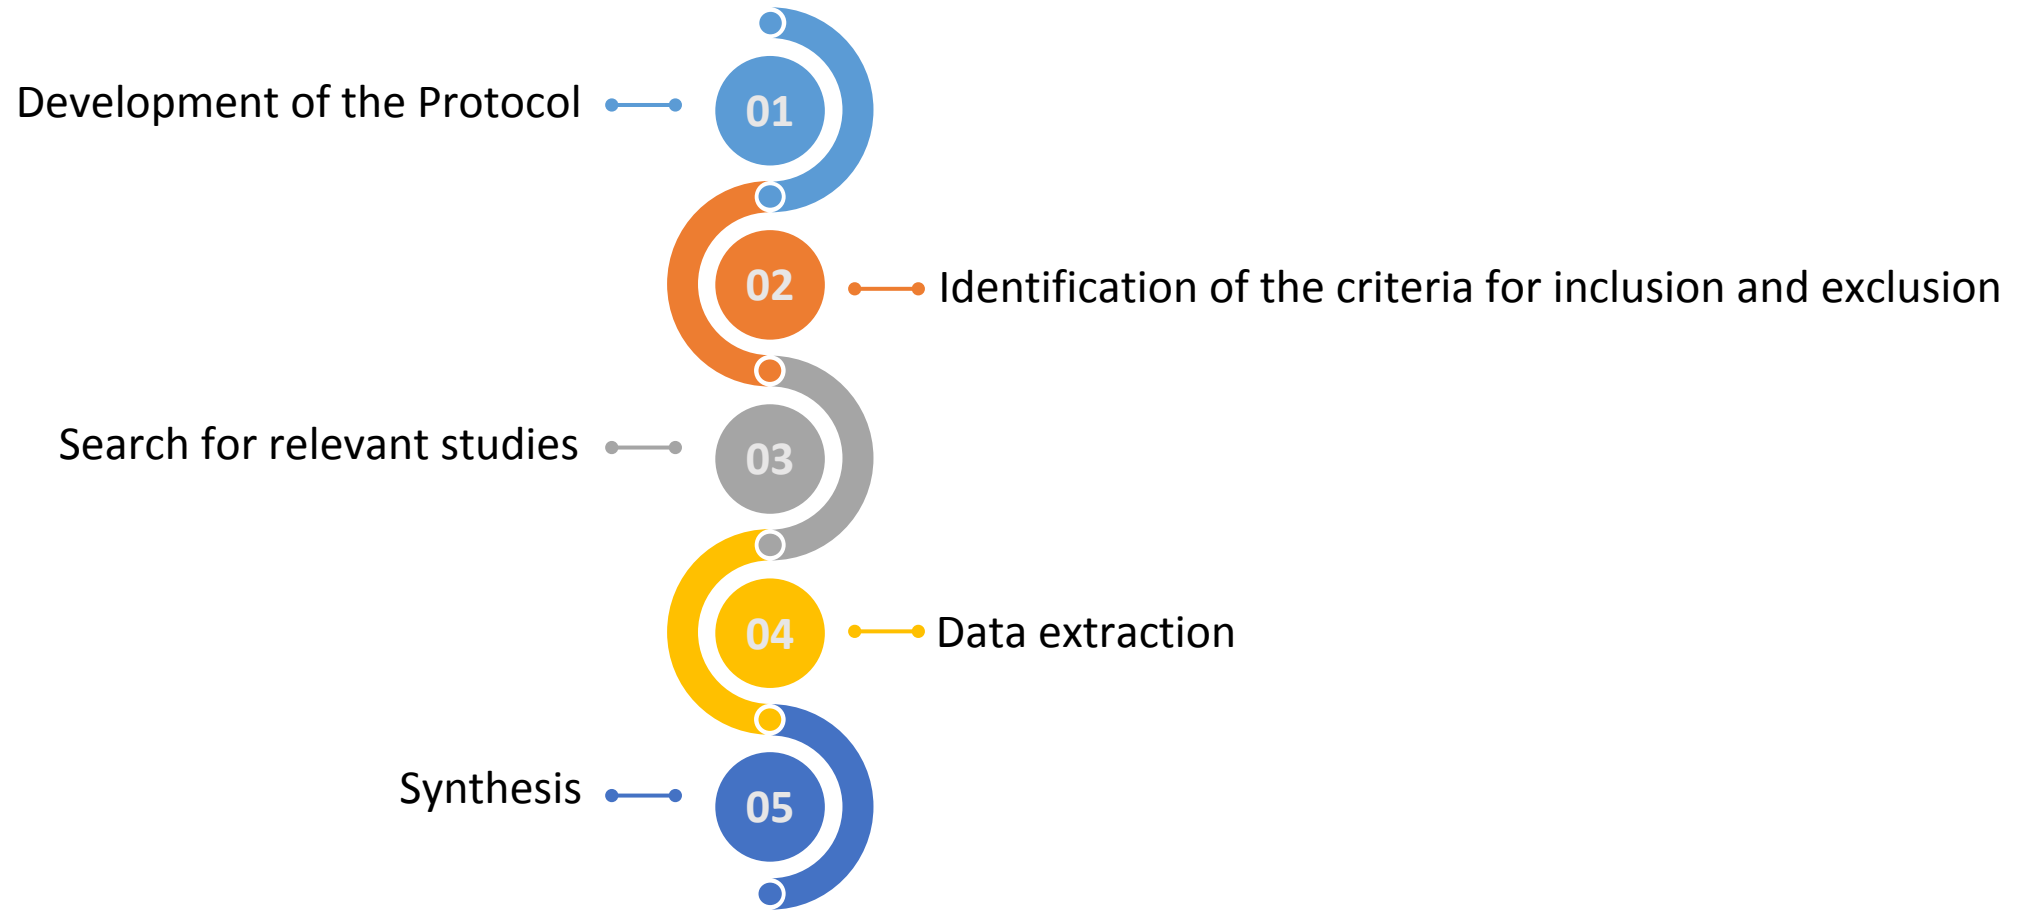 Development of the Protocol
01
02
Identification of the criteria for inclusion and exclusion
Search for relevant studies
03
04
Data extraction
Synthesis
05